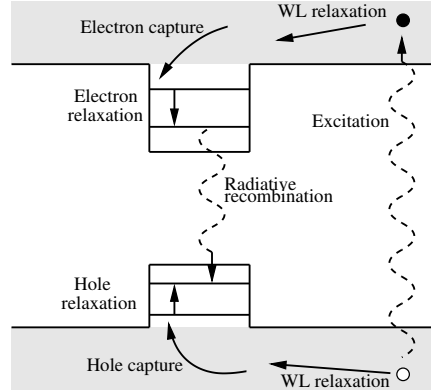 WL relaxation
Electron capture
Electron
relaxation
Excitation
Radiative
recombination
Hole
relaxation
Hole capture
WL relaxation